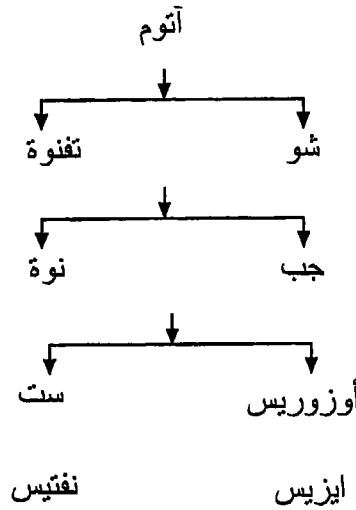 آتوم
شو تفنوة
جب نوة
أوزوريس ست
ايزيس نفتيس